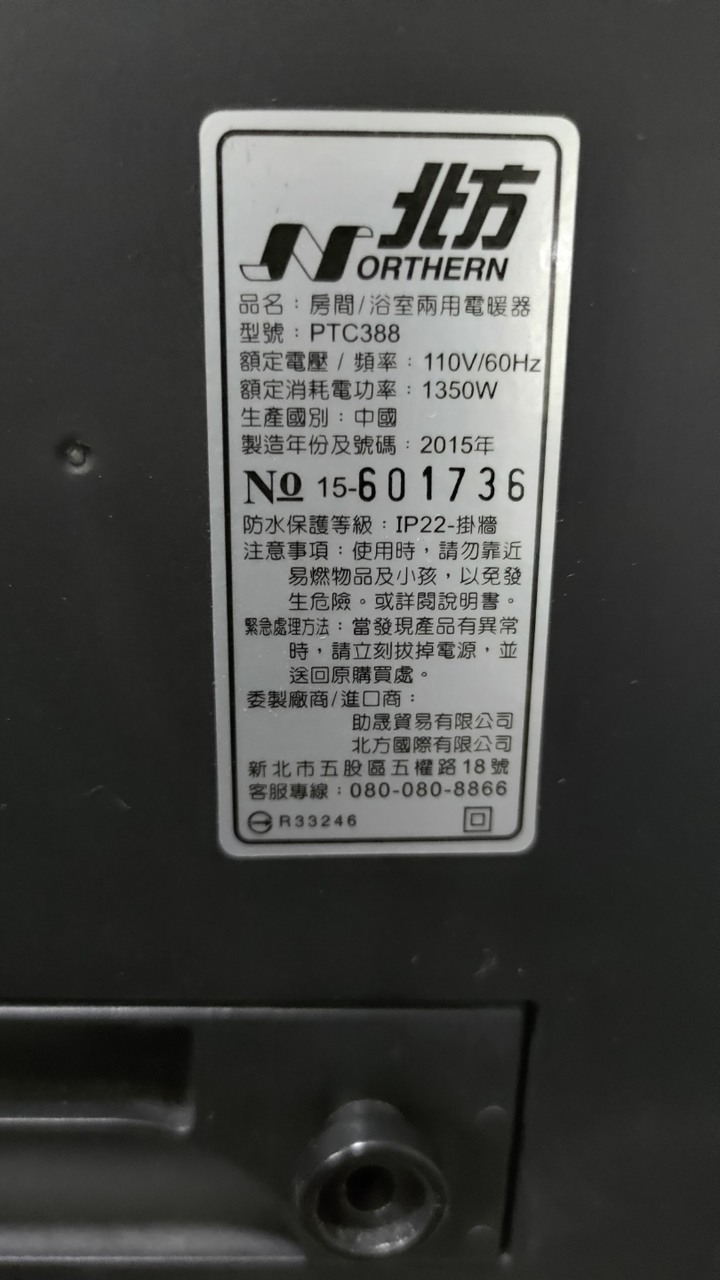 北方
NORTHERN
品名：房間/浴室兩用電暖器
型號：PTC388
額定電壓 / 頻率：110V/60Hz
額定消耗電功率：1350W
生產國別：中國
製造年份及號碼：2015年
No 15-601736
防水保護等級：IP22-掛牆
注意事項：使用時，請勿靠近
易燃物品及小孩，以免發
生危險。或詳閱說明書。
緊急處理方法：當發現產品有異常
時，請立刻拔掉電源，並
送回原購買處。
委製廠商/進口商：
助晟貿易有限公司
北方國際有限公司
新北市五股區五權路18號
客服專線：080-080-8866
R33246